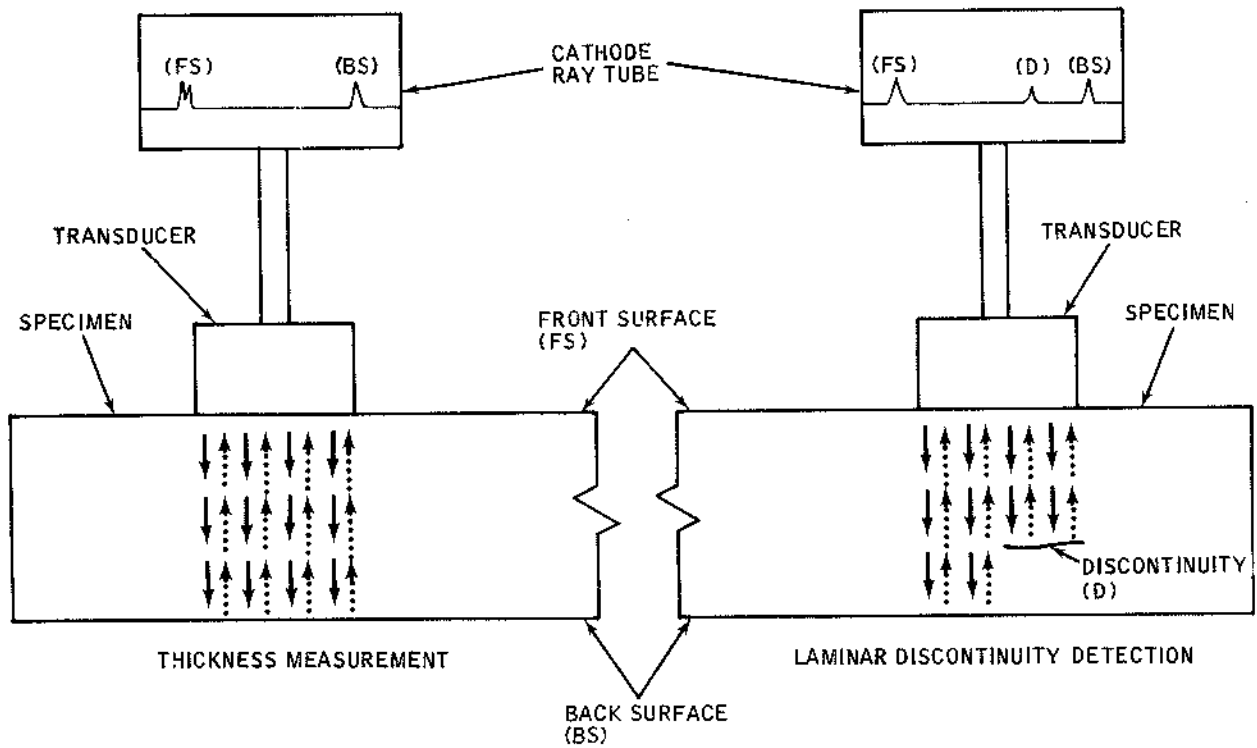 (FS)
(BS)
CATHODE
RAY TUBE
(FS)
(D)
(BS)
TRANSDUCER
SPECIMEN
FRONT SURFACE
(FS)
TRANSDUCER
SPECIMEN
DISCONTINUITY
(D)
THICKNESS MEASUREMENT
LAMINAR DISCONTINUITY DETECTION
BACK SURFACE
(BS)